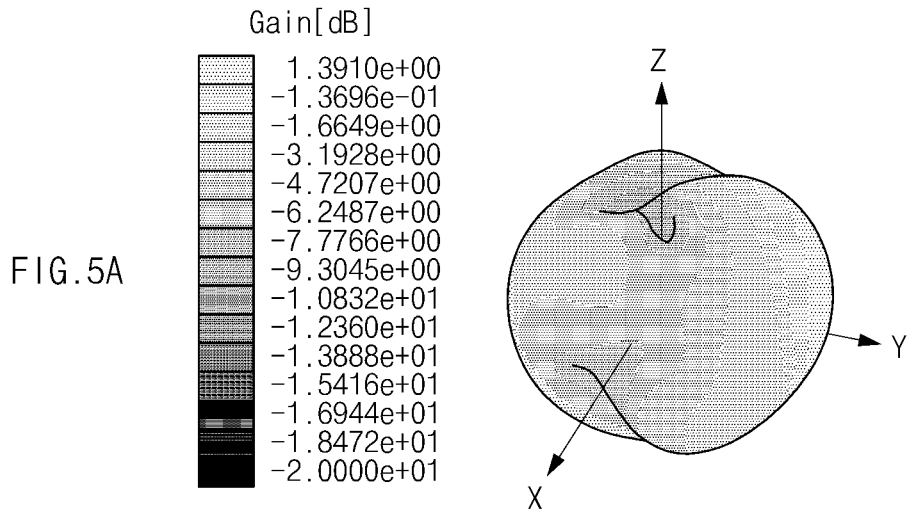 Gain[dB]
1.3910e+00
-1.3696e-01
-1.6649e+00
-3.1928e+00
-4.7207e+00
-6.2487e+00
-7.7766e+00
-9.3045e+00
-1.0832e+01
-1.2360e+01
-1.3888e+01
-1.5416e+01
-1.6944e+01
-1.8472e+01
-2.0000e+01
FIG.5A
Z
Y
X